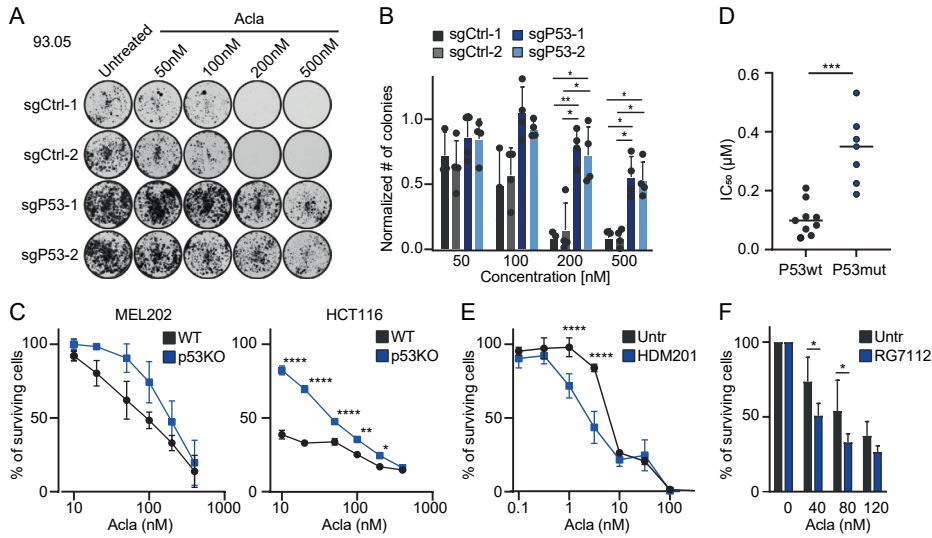 A
93.05
Acla
Untreated
50nM
100nM
200nM
500nM
sgCtrl-1
sgCtrl-2
sgP53-1
sgP53-2
B
sgCtrl-1 sgP53-1
sgCtrl-2 sgP53-2
Normalized # of colonies
1.0
0.5
0.0
* * ** *
* * * *
50 100 200 500
Concentration [nM]
D
***
IC₅₀ (µM)
0.6
0.4
0.2
0.0
P53wt P53mut
C
MEL202
WT
p53KO
% of surviving cells
100
50
0
10 100 1000
Acla (nM)
HCT116
WT
p53KO
**** **** **** ** *
100
50
0
10 100 1000
Acla (nM)
E
Untr
HDM201
**** ****
% of surviving cells
100
50
0
0.1 1 10 100
Acla (nM)
F
Untr
RG7112
* *
% of surviving cells
100
50
0
0 40 80 120
Acla (nM)